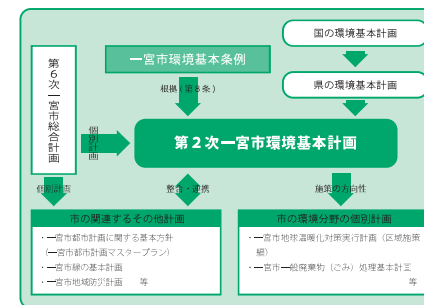 国の環境基本計画
一宮市環境基本条例
県の環境基本計画
第6次一宮市総合計画
根拠(第8条)
個別計画
第2次一宮市環境基本計画
個別計画
整合・連携
施策の方向性
市の関連するその他計画
・一宮市都市計画に関する基本方針
(一宮市都市計画マスタープラン)
・一宮市緑の基本計画
・一宮市地域防災計画 等
市の環境分野の個別計画
・一宮市地球温暖化対策実行計画(区域施策
編)
・一宮市一般廃棄物(ごみ)処理基本計画
等